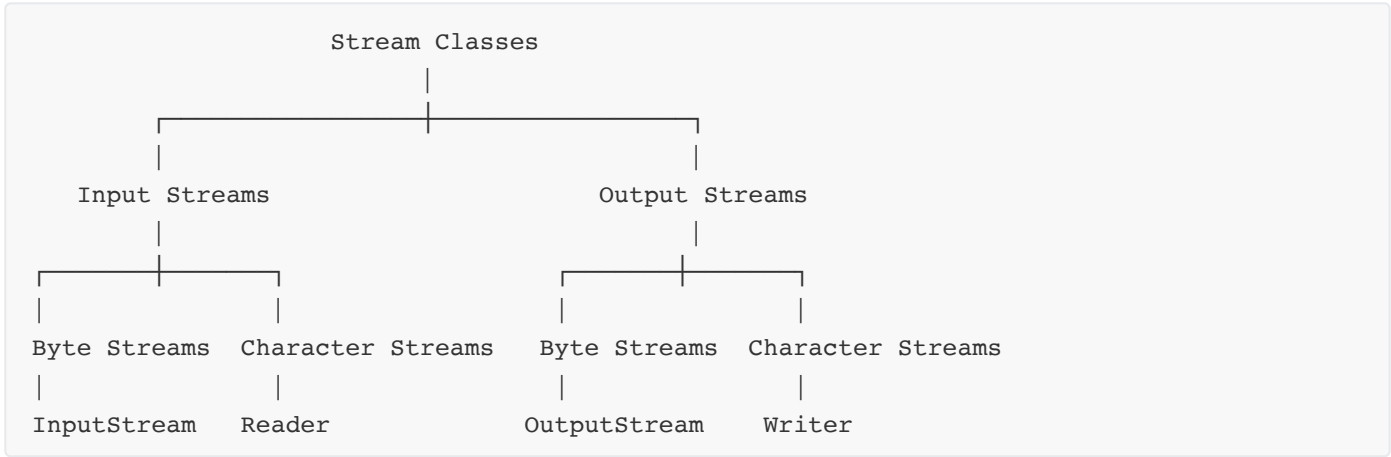 Stream Classes
Input Streams Output Streams
Byte Streams Character Streams Byte Streams Character Streams
InputStream Reader OutputStream Writer